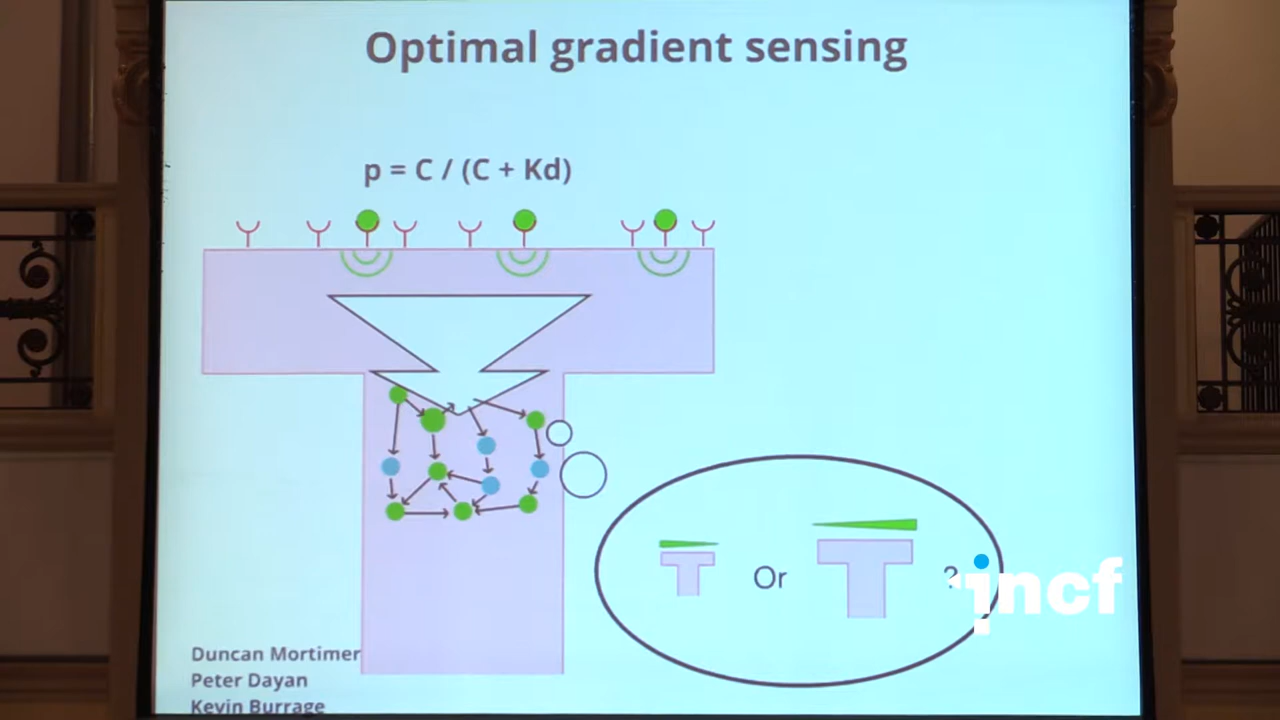 Optimal gradient sensing
p = C / (C + Kd)
Or
?
incf
Duncan Mortimer
Peter Dayan
Kevin Burrage